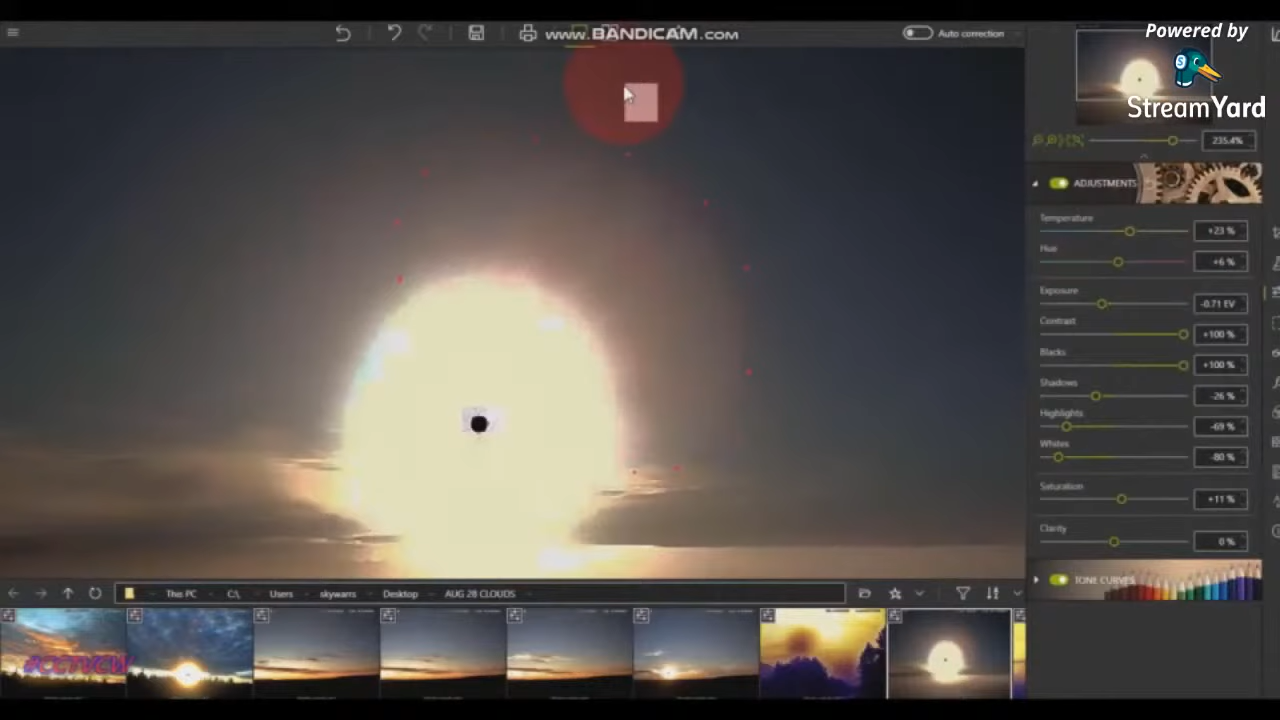 www.BANDICAM.com
Auto correction
Powered by
StreamYard
235.4%
ADJUSTMENTS
Temperature
+23 %
Hue
+6 %
Exposure
-0.71 EV
Contrast
+100 %
Blacks
+100 %
Shadows
-26 %
Highlights
-69 %
Whites
-80 %
Saturation
+11 %
Clarity
0 %
TONE CURVES
This PC
C:\
Users
skywarrs
Desktop
AUG 28 CLOUDS
#CCTVCW